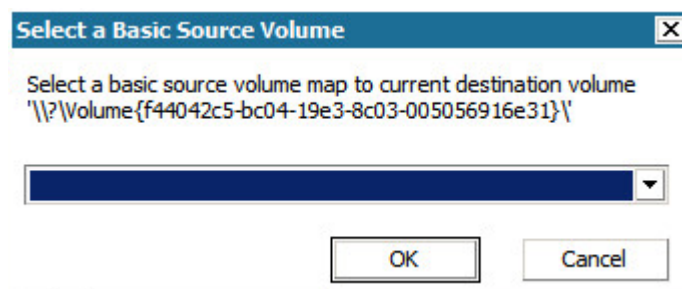 Select a Basic Source Volume
Select a basic source volume map to current destination volume
'\\?\Volume{f44042c5-bc04-19e3-8c03-005056916e31}\'
OK
Cancel